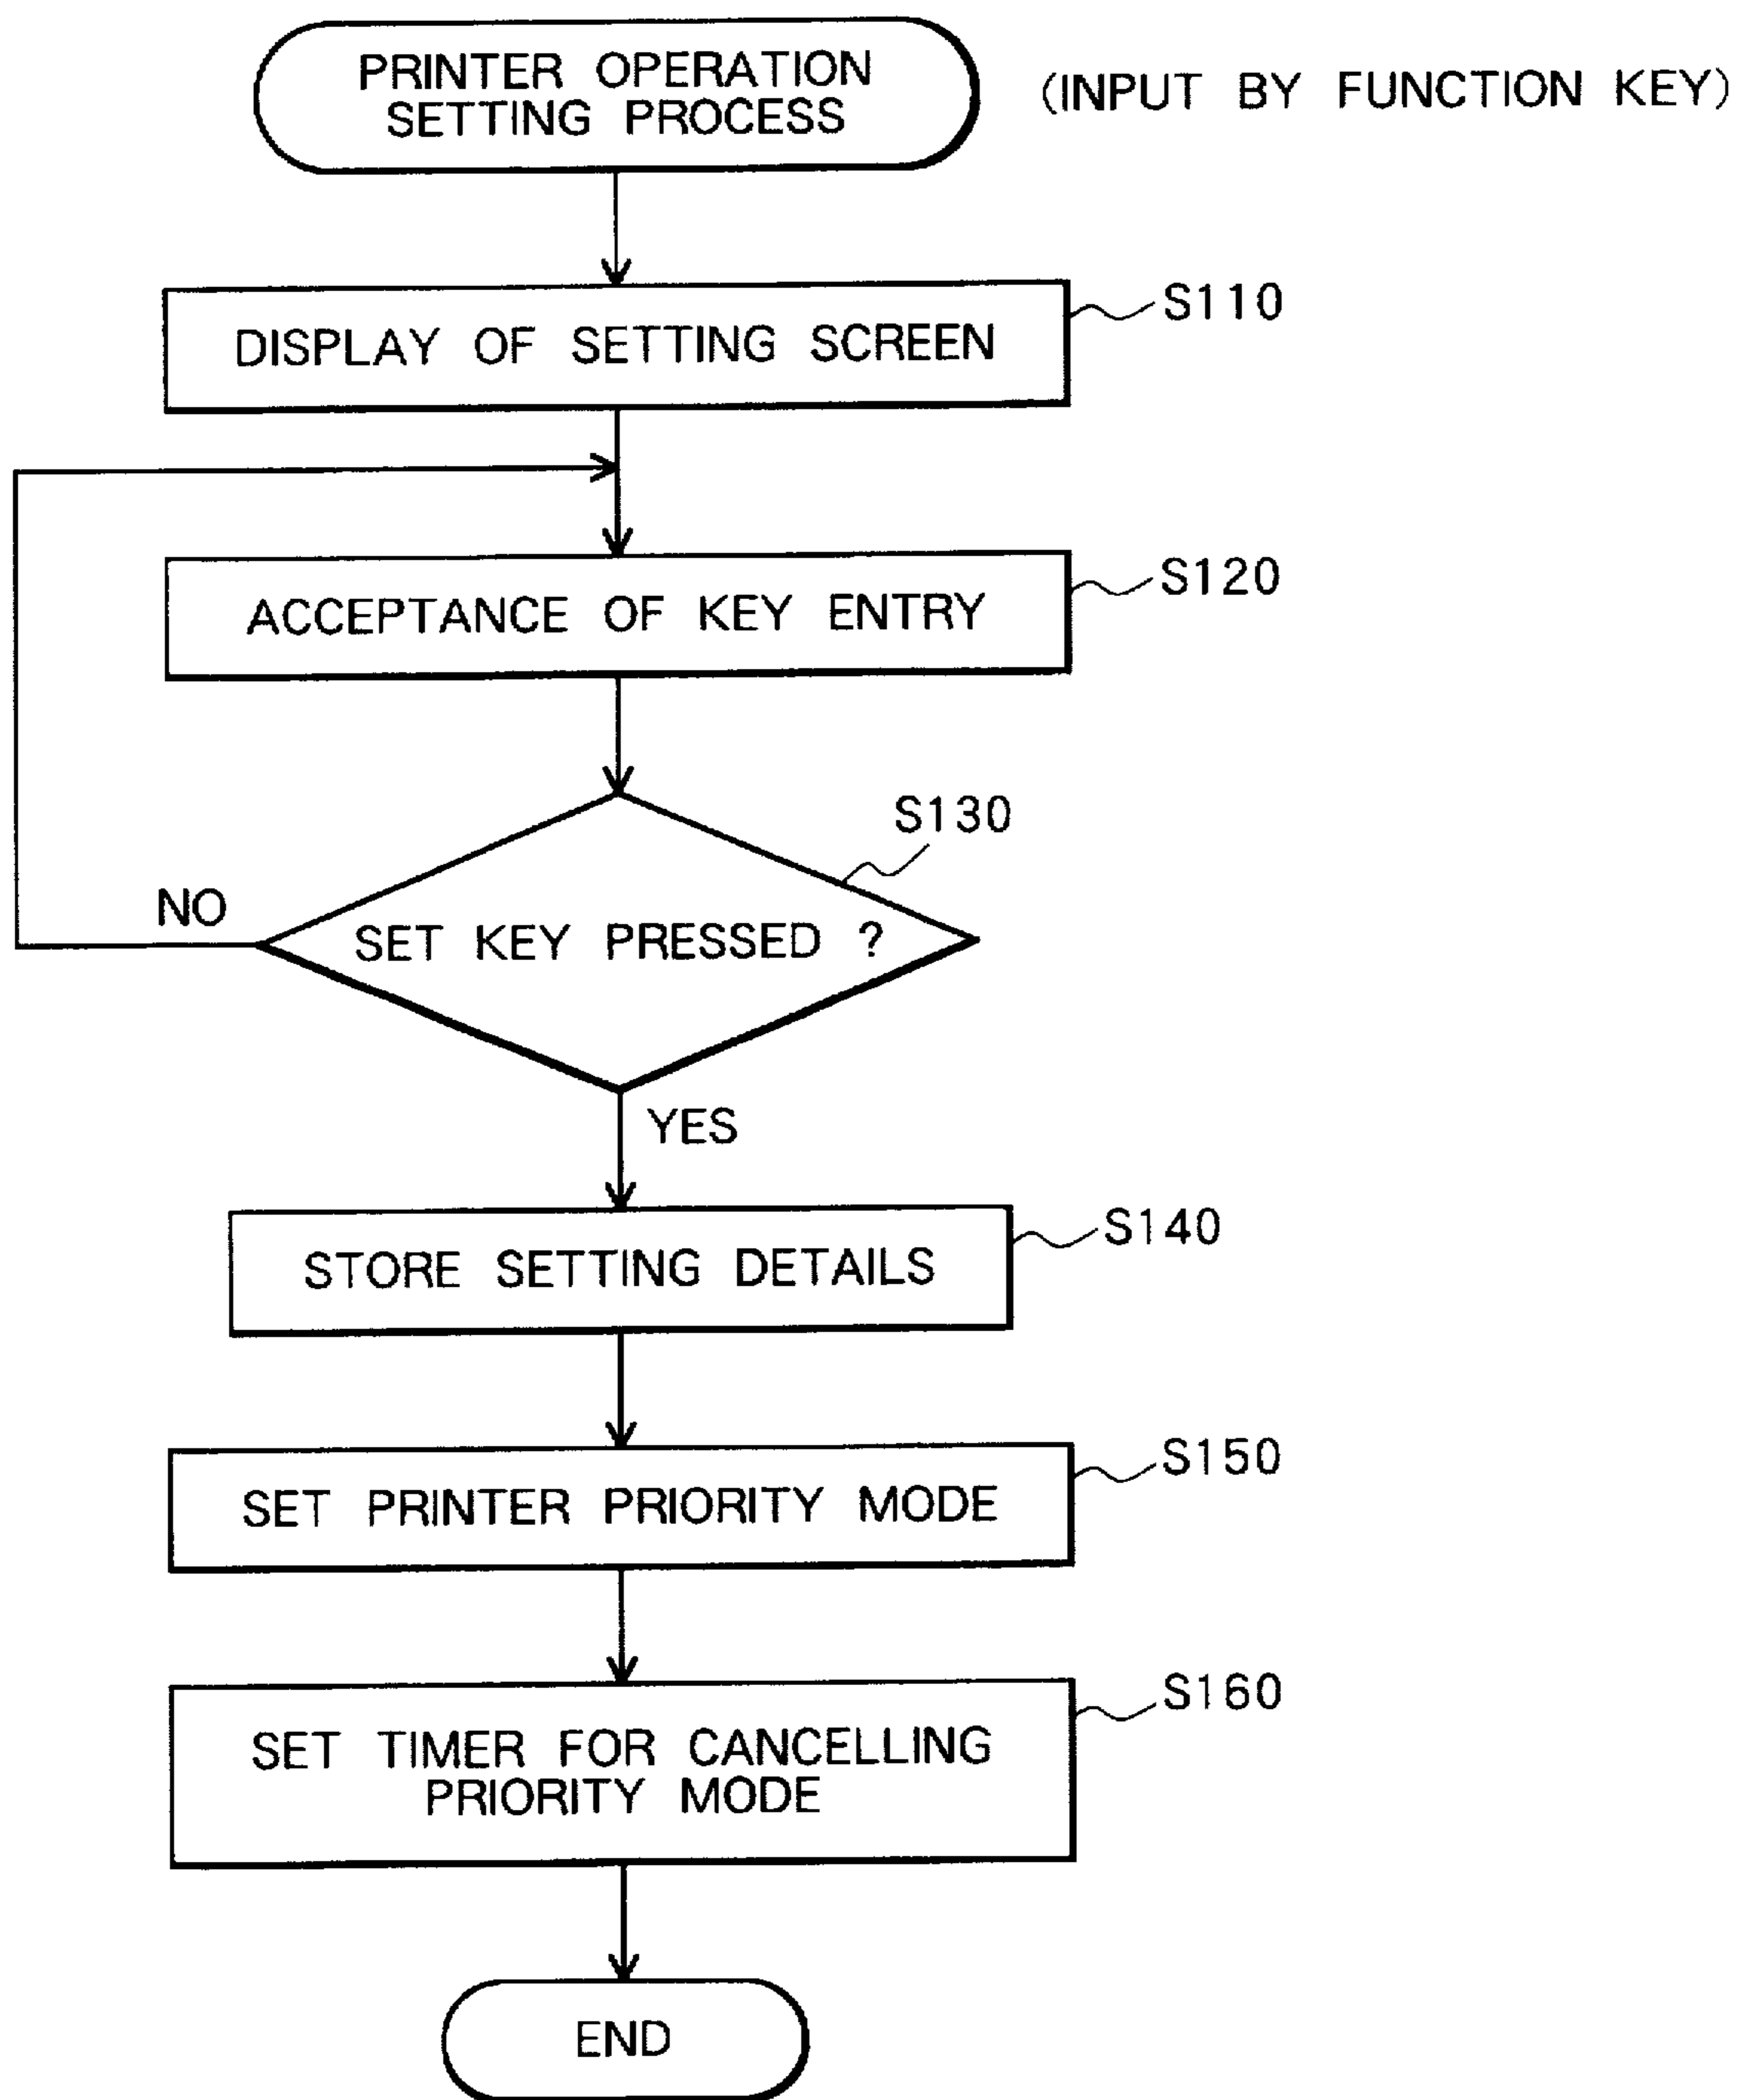 PRINTER OPERATION
SETTING PROCESS
(INPUT BY FUNCTION KEY)
DISPLAY OF SETTING SCREEN
S110
ACCEPTANCE OF KEY ENTRY
S120
S130
NO
SET KEY PRESSED ?
YES
STORE SETTING DETAILS
S140
SET PRINTER PRIORITY MODE
S150
SET TIMER FOR CANCELLING
PRIORITY MODE
S160
END